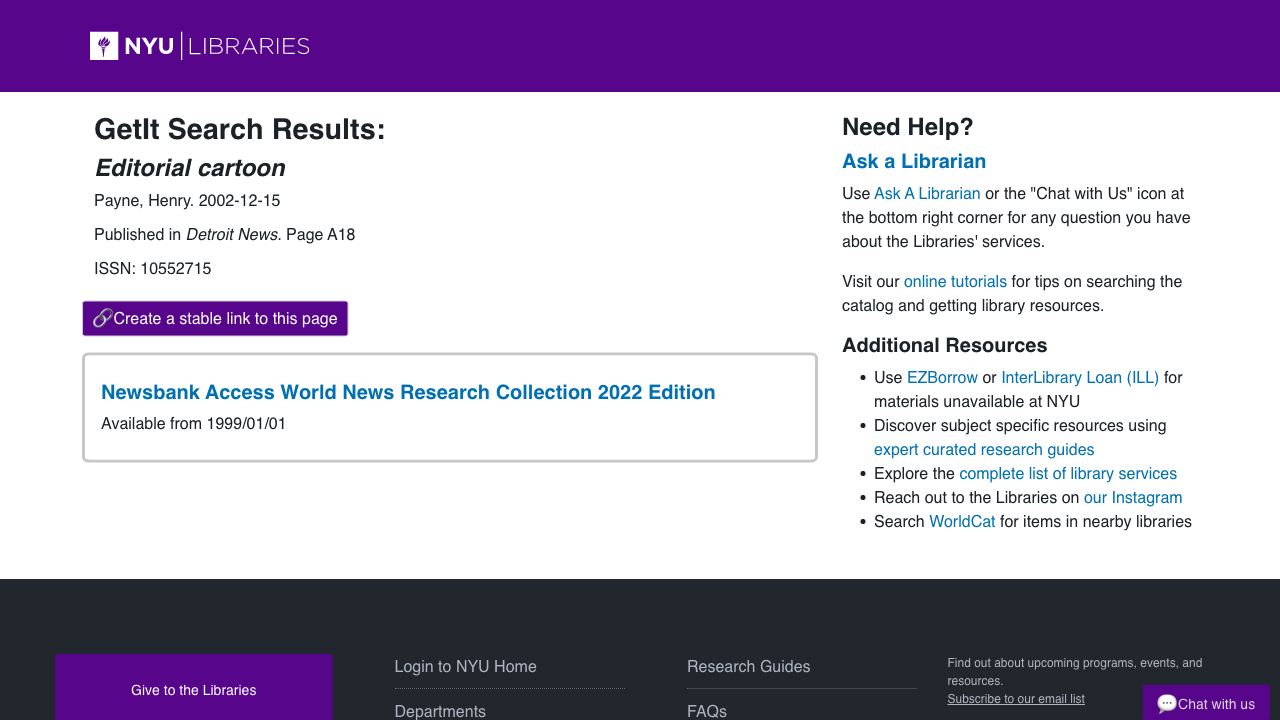 NYU LIBRARIES
GetIt Search Results:
Editorial cartoon
Payne, Henry. 2002-12-15
Published in Detroit News. Page A18
ISSN: 10552715
Create a stable link to this page
Newsbank Access World News Research Collection 2022 Edition
Available from 1999/01/01
Need Help?
Ask a Librarian
Use Ask A Librarian or the "Chat with Us" icon at
the bottom right corner for any question you have
about the Libraries' services.
Visit our online tutorials for tips on searching the
catalog and getting library resources.
Additional Resources
• Use EZBorrow or InterLibrary Loan (ILL) for
materials unavailable at NYU
• Discover subject specific resources using
expert curated research guides
• Explore the complete list of library services
• Reach out to the Libraries on our Instagram
• Search WorldCat for items in nearby libraries
Give to the Libraries
Login to NYU Home
Departments
Research Guides
FAQs
Find out about upcoming programs, events, and
resources.
Subscribe to our email list
Chat with us